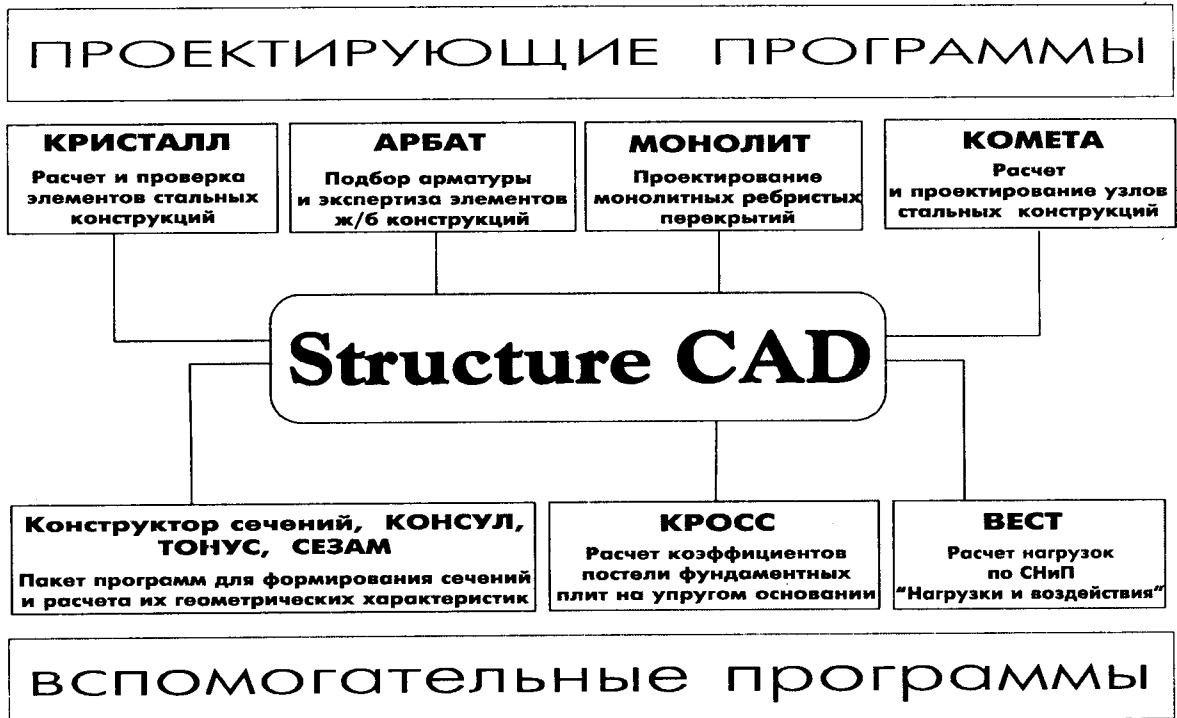 ПРОЕКТИРУЮЩИЕ ПРОГРАММЫ
КРИСТАЛЛ
Расчет и проверка
элементов стальных
конструкций
АРБАТ
Подбор арматуры
и экспертиза элементов
ж/б конструкций
МОНОЛИТ
Проектирование
монолитных ребристых
перекрытий
КОМЕТА
Расчет
и проектирование узлов
стальных конструкций
Structure CAD
Конструктор сечений, КОНСУЛ,
ТОНУС, СЕЗАМ
Пакет программ для формирования сечений
и расчета их геометрических характеристик
КРОСС
Расчет коэффициентов
постели фундаментных
плит на упругом основании
ВЕСТ
Расчет нагрузок
по СНиП
"Нагрузки и воздействия"
вспомогательные программы